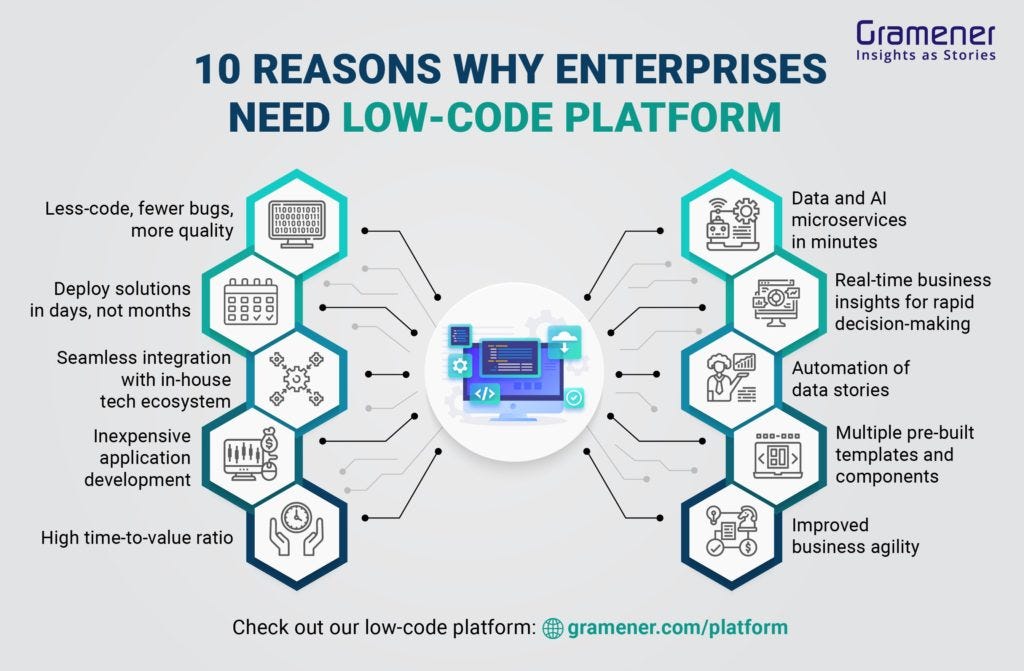 Gramener
Insights as Stories
10 REASONS WHY ENTERPRISES
NEED LOW-CODE PLATFORM
Less-code, fewer bugs,
more quality
Deploy solutions
in days, not months
Seamless integration
with in-house
tech ecosystem
Inexpensive
application
development
High time-to-value ratio
Data and AI
microservices
in minutes
Real-time business
insights for rapid
decision-making
Automation of
data stories
Multiple pre-built
templates and
components
Improved
business agility
Check out our low-code platform: gramener.com/platform